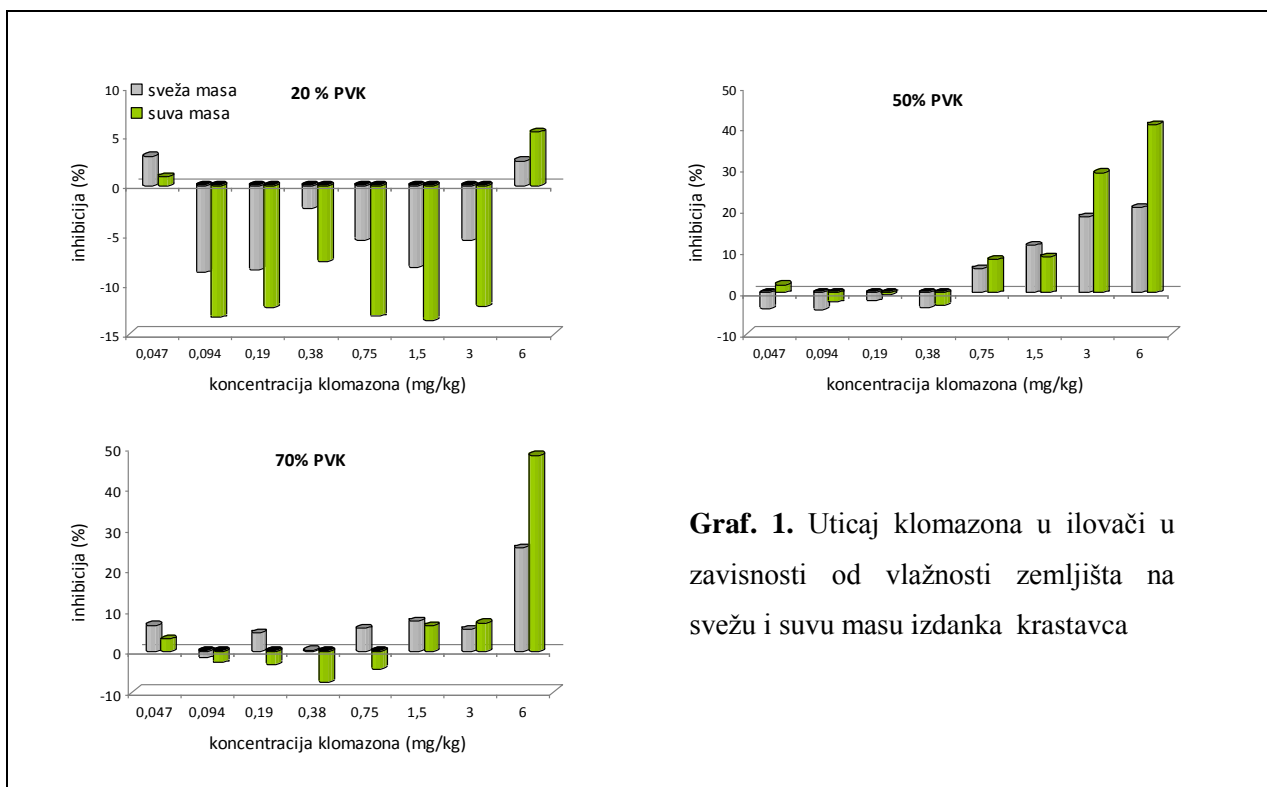 sveža masa
suva masa
20 % PVK
inhibicija (%)
10
5
0
-5
-10
-15
0,047 0,094 0,19 0,38 0,75 1,5 3 6
koncentracija klomazona (mg/kg)
50% PVK
inhibicija (%)
50
40
30
20
10
0
-10
0,047 0,094 0,19 0,38 0,75 1,5 3 6
koncentracija klomazona (mg/kg)
70% PVK
inhibicija (%)
50
40
30
20
10
0
-10
0,047 0,094 0,19 0,38 0,75 1,5 3 6
koncentracija klomazona (mg/kg)
Graf. 1. Uticaj klomazona u ilovači u
zavisnosti od vlažnosti zemljišta na
svežu i suvu masu izdanka krastavca